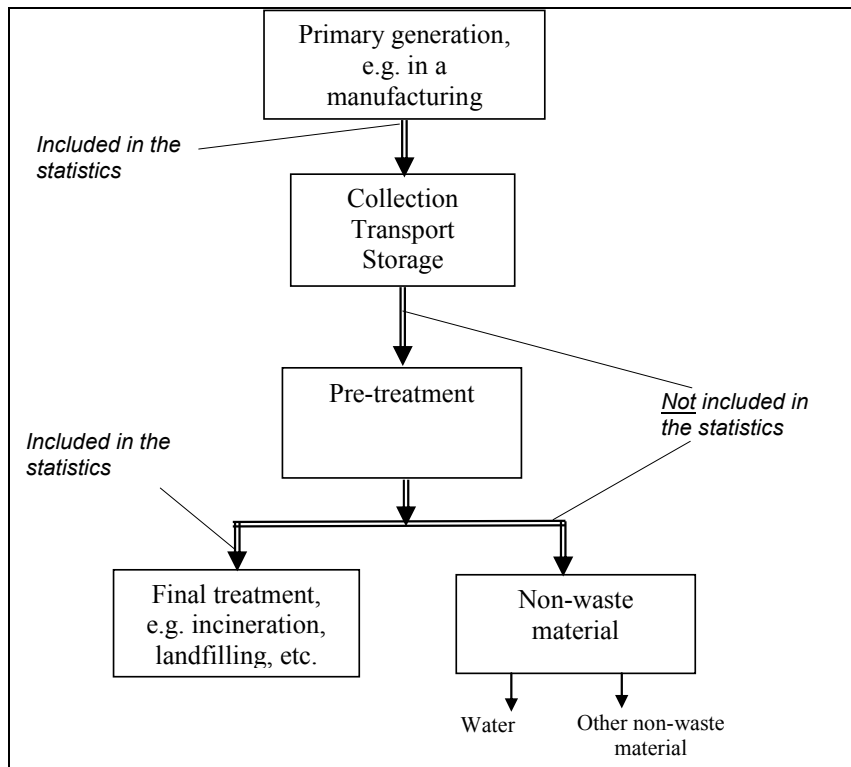 Primary generation,
e.g. in a
manufacturing
Included in the
statistics
Collection
Transport
Storage
Pre-treatment
Not included in
the statistics
Included in the
statistics
Final treatment,
e.g. incineration,
landfilling, etc.
Non-waste
material
Water
Other non-waste
material